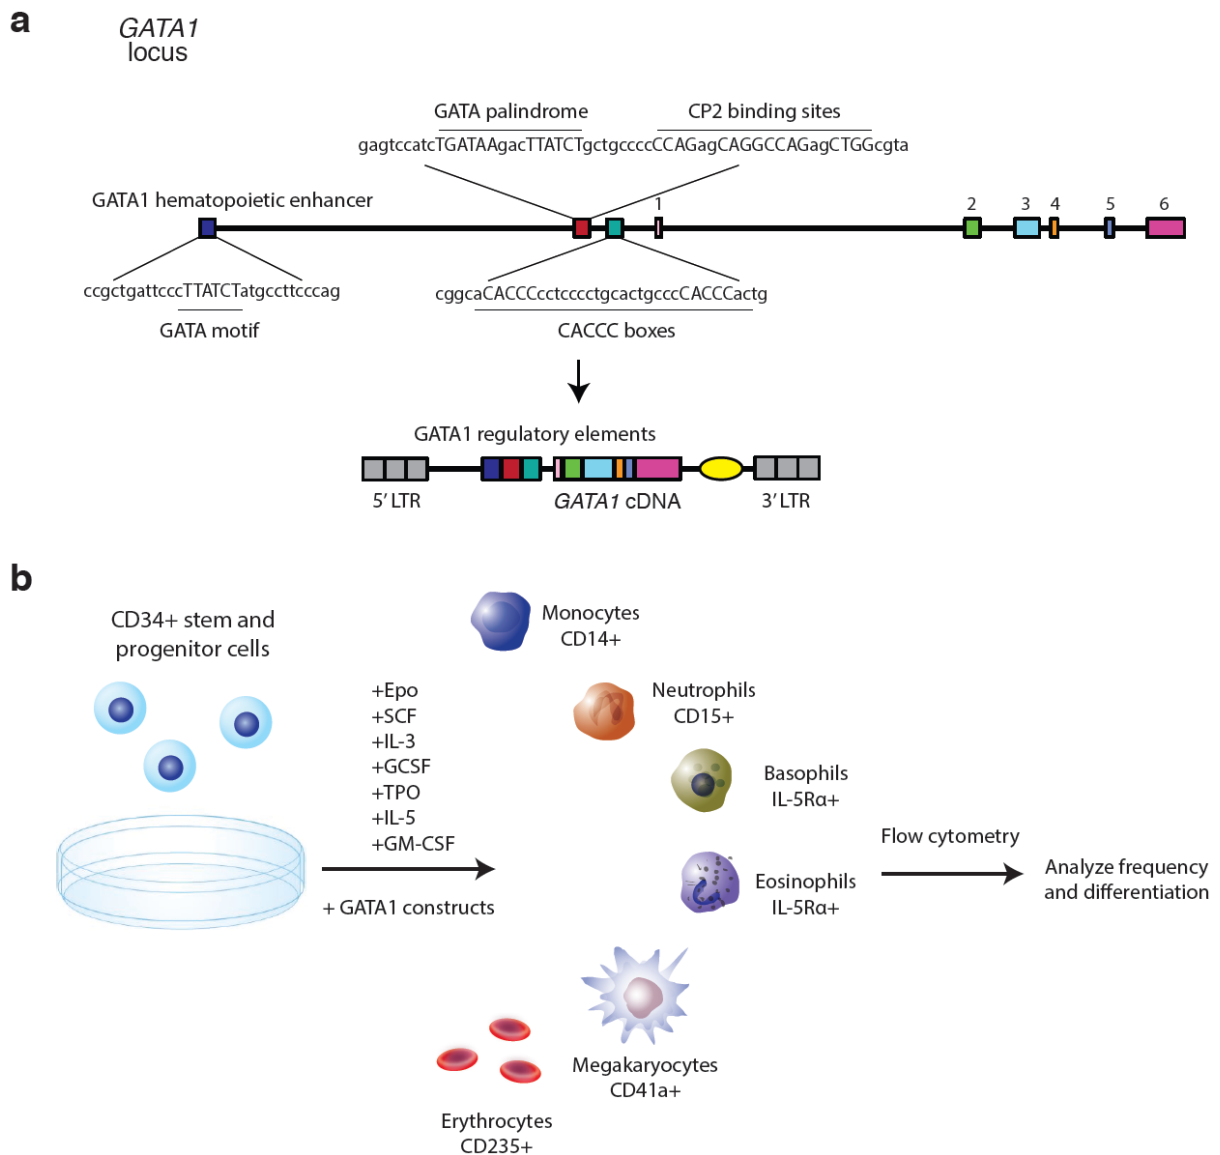 a
GATA1
locus
GATA palindrome
CP2 binding sites
gagtccatcTGATAAgacTTATCTgctgccccCCAGagCAGGCCAGagCTGGcgta
GATA1 hematopoietic enhancer
1
2
3
4
5
6
ccgctgattcccTTATCTatgccttcccag
cggcaCACCCcctcccctgcactgcccCACCCactg
GATA motif
CACCC boxes
GATA1 regulatory elements
5' LTR
GATA1 cDNA
3' LTR
b
CD34+ stem and
progenitor cells
Monocytes
CD14+
+Epo
+SCF
+IL-3
+GCSF
+TPO
+IL-5
+GM-CSF
+ GATA1 constructs
Neutrophils
CD15+
Basophils
IL-5Rα+
Eosinophils
IL-5Rα+
Flow cytometry
Analyze frequency
and differentiation
Megakaryocytes
CD41a+
Erythrocytes
CD235+